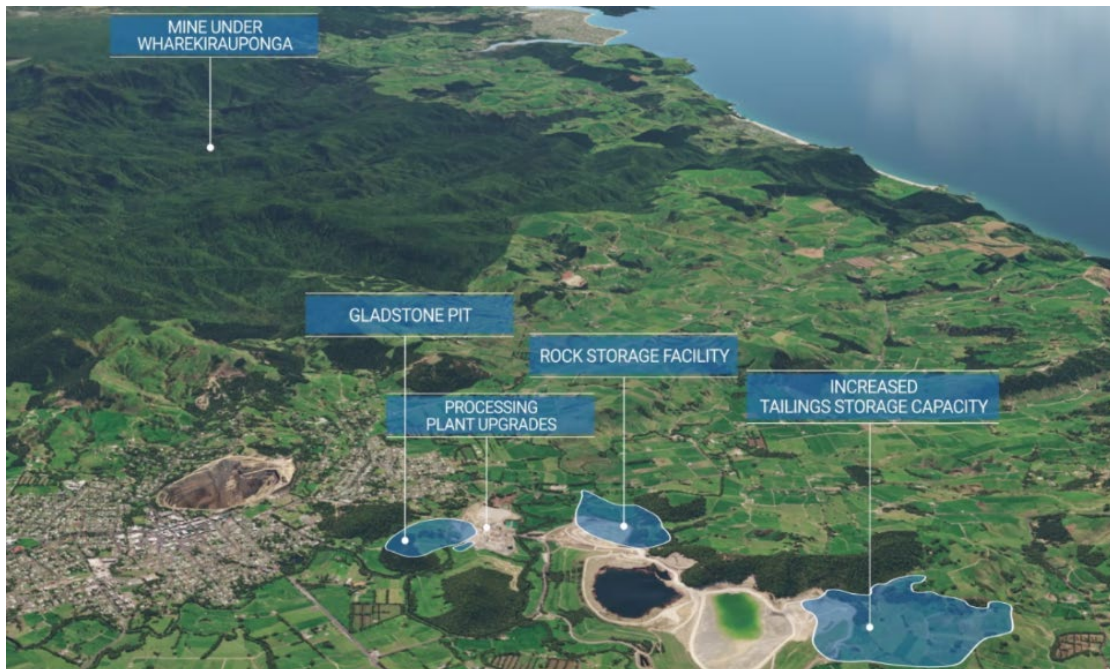 MINE UNDER
WHAREKIRAUPONGA
GLADSTONE PIT
ROCK STORAGE FACILITY
INCREASED
TAILINGS STORAGE CAPACITY
PROCESSING
PLANT UPGRADES